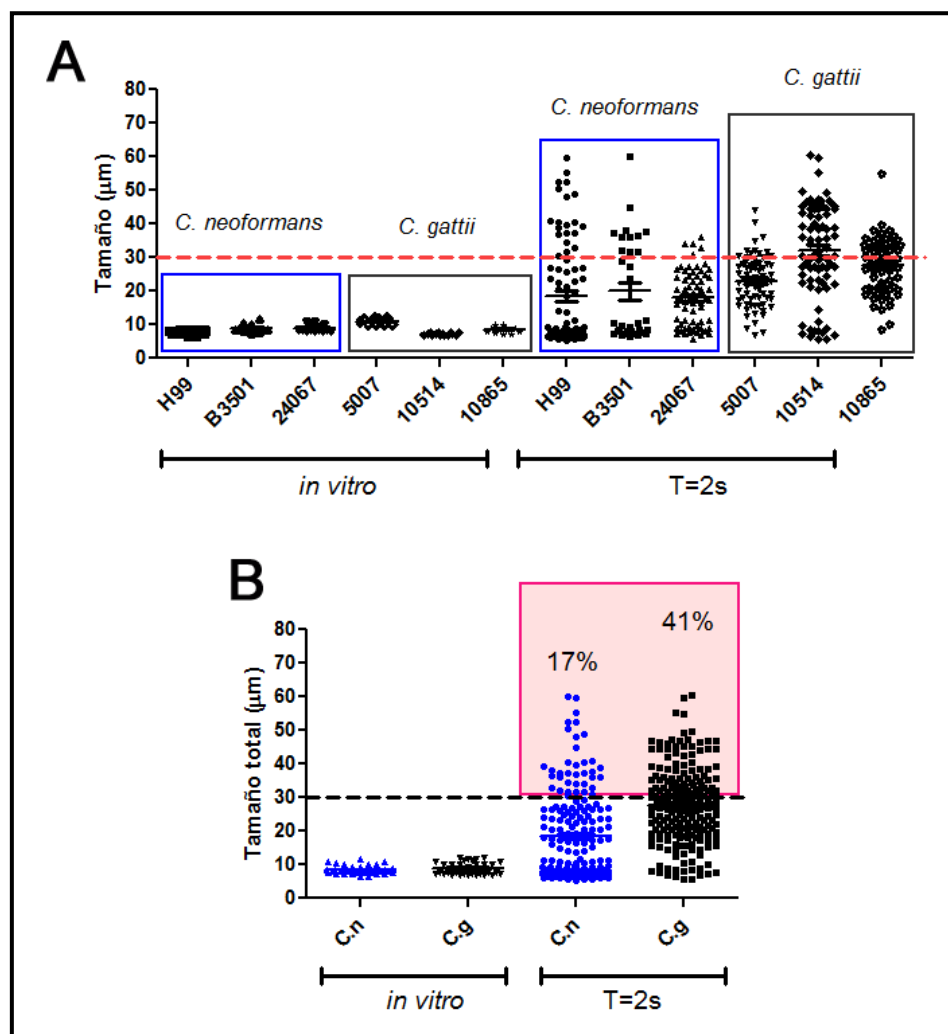 A
80
70
60
50
40
30
20
10
0
Tamaño (µm)
C. neoformans
C. gattii
C. neoformans
C. gattii
H99
B3501
24067
5007
10514
10865
H99
B3501
24067
5007
10514
10865
in vitro
T=2s
B
80
70
60
50
40
30
20
10
0
Tamaño total (µm)
17%
41%
C.n
C.g
C.n
C.g
in vitro
T=2s